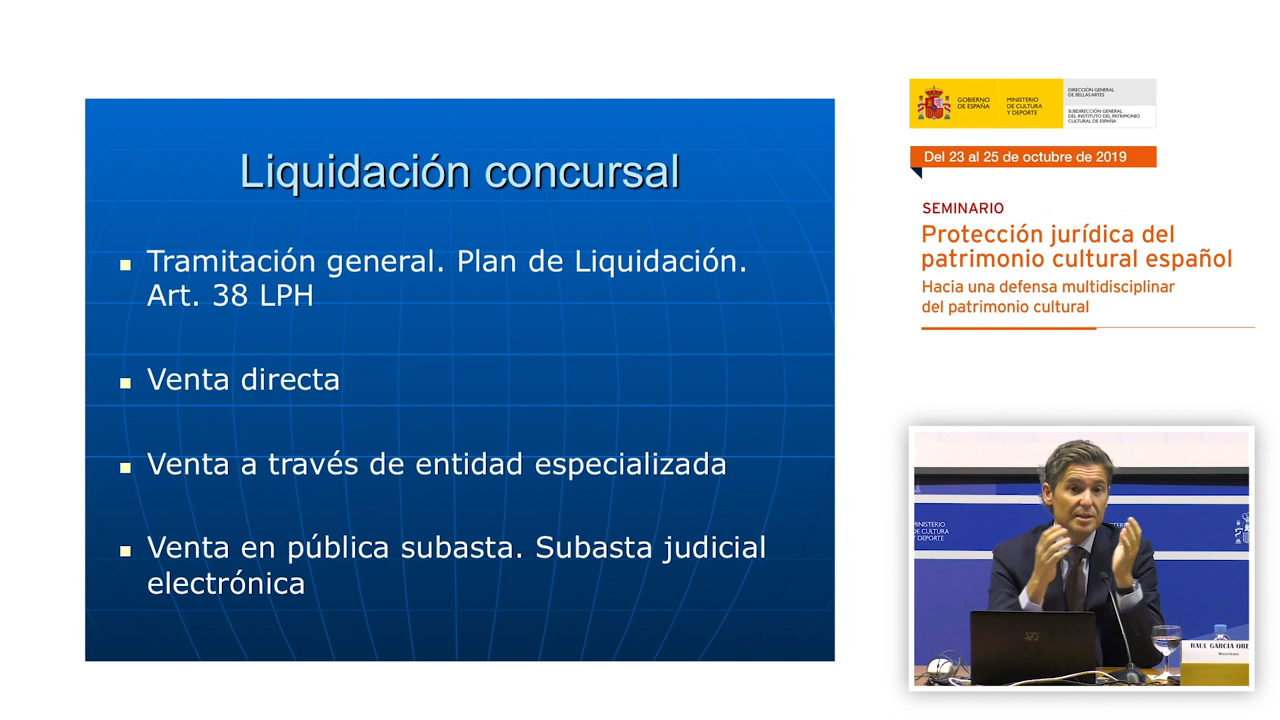 Liquidación concursal
Tramitación general. Plan de Liquidación.
Art. 38 LPH
Venta directa
Venta a través de entidad especializada
Venta en pública subasta. Subasta judicial
electrónica
GOBIERNO
DE ESPAÑA
MINISTERIO
DE CULTURA
Y DEPORTE
DIRECCIÓN GENERAL
DE BELLAS ARTES
SUBDIRECCIÓN GENERAL
DEL INSTITUTO DEL PATRIMONIO
CULTURAL DE ESPAÑA
Del 23 al 25 de octubre de 2019
SEMINARIO
Protección jurídica del
patrimonio cultural español
Hacia una defensa multidisciplinar
del patrimonio cultural
MINISTERIO
DE CULTURA
Y DEPORTE
RAUL GARCIA ORE